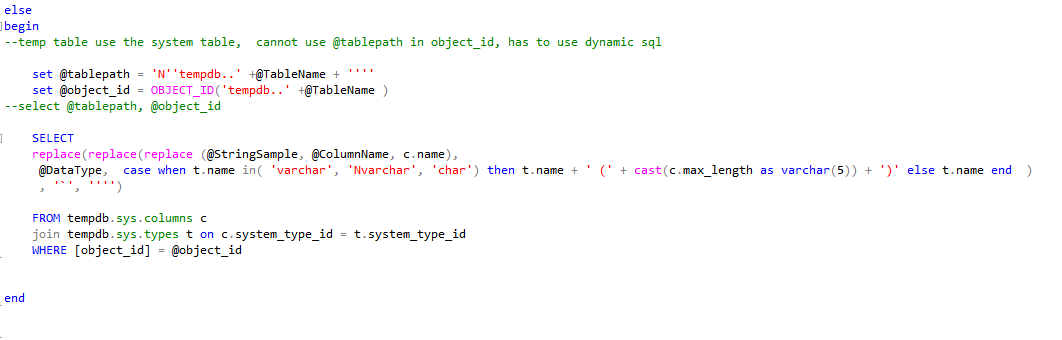 else
begin
--temp table use the system table,  cannot use @tablepath in object_id, has to use dynamic sql
set @tablepath = 'N''tempdb..' +@TableName + ''''
set @object_id = OBJECT_ID('tempdb..' +@TableName )
--select @tablepath, @object_id
SELECT
replace(replace(replace (@StringSample, @ColumnName, c.name),
@DataType,  case when t.name in( 'varchar', 'Nvarchar', 'char') then t.name + ' (' + cast(c.max_length as varchar(5)) + ')' else t.name end  )
, '`', '''')
FROM tempdb.sys.columns c
join tempdb.sys.types t on c.system_type_id = t.system_type_id
WHERE [object_id] = @object_id
end